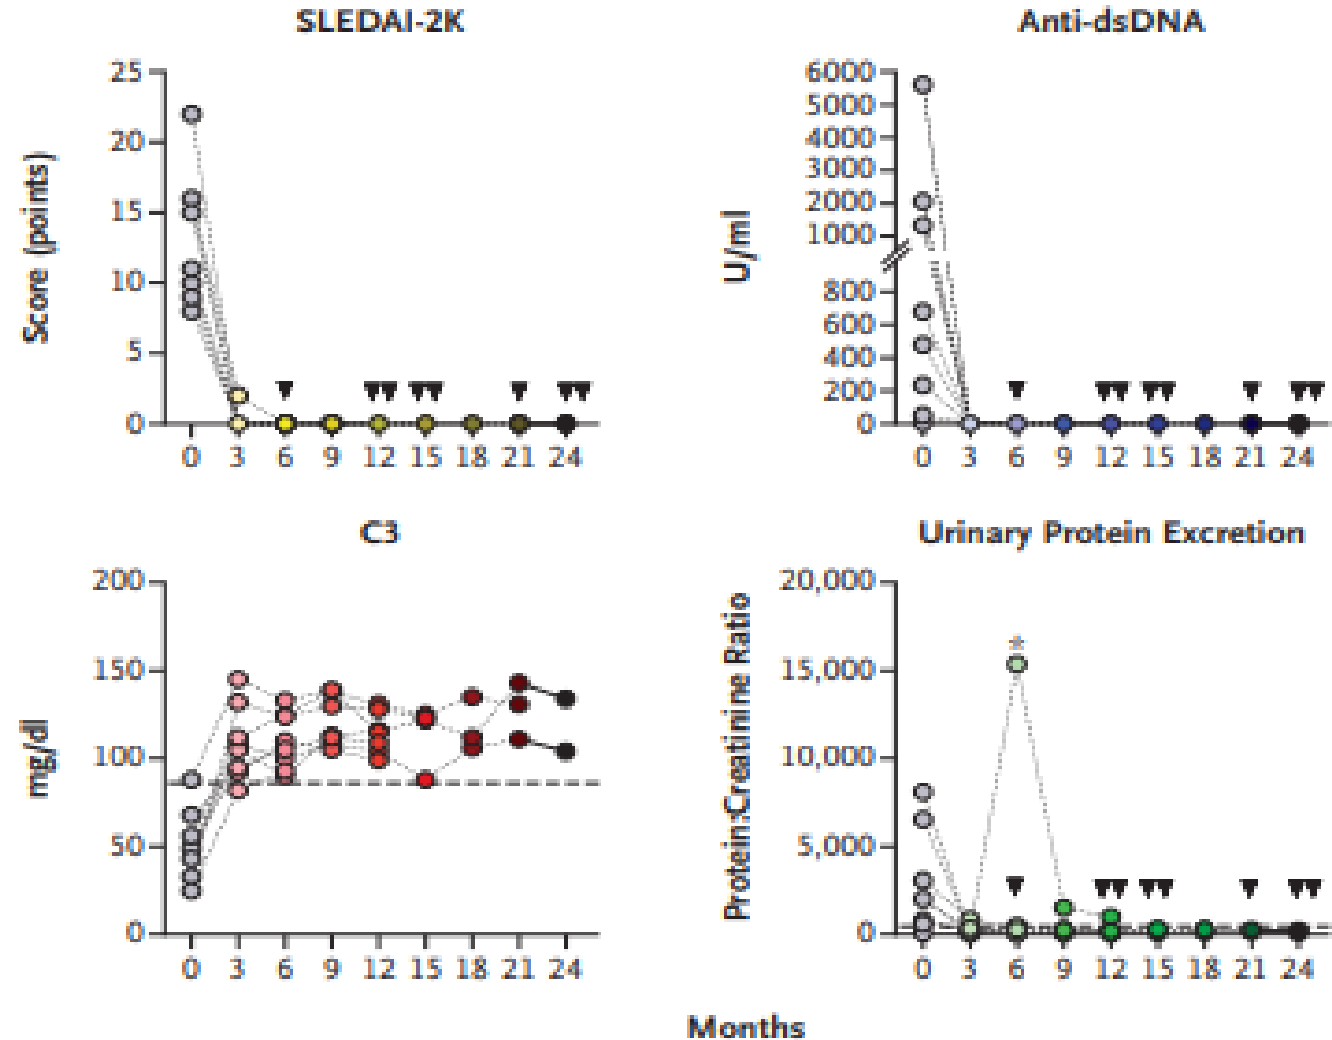 SLEDAI-2K
Score (points)
25
20
15
10
5
0
0 3 6 9 12 15 18 21 24
Anti-dsDNA
U/ml
6000
5000
4000
3000
2000
1000
800
600
400
200
0
0 3 6 9 12 15 18 21 24
C3
mg/dl
200
150
100
50
0
0 3 6 9 12 15 18 21 24
Urinary Protein Excretion
Protein:Creatinine Ratio
20,000
15,000
10,000
5,000
0
*
0 3 6 9 12 15 18 21 24
Months